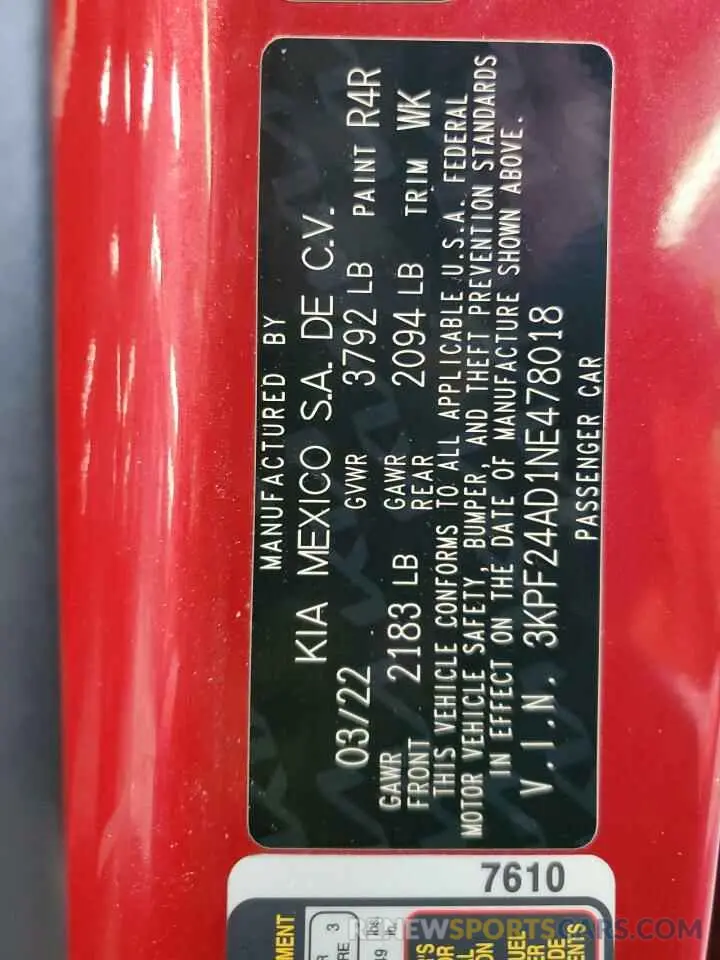 MANUFACTURED BY
KIA MEXICO S.A. DE C.V.
03/22 GVWR 3792 LB PAINT R4R
GAWR FRONT 2183 LB GAWR REAR 2094 LB TRIM WK
THIS VEHICLE CONFORMS TO ALL APPLICABLE U.S.A. FEDERAL
MOTOR VEHICLE SAFETY, BUMPER, AND THEFT PREVENTION STANDARDS
IN EFFECT ON THE DATE OF MANUFACTURE SHOWN ABOVE.
V.I.N. 3KPF24AD1NE478018
PASSENGER CAR
7610
RENEWSPORTSCARS.COM